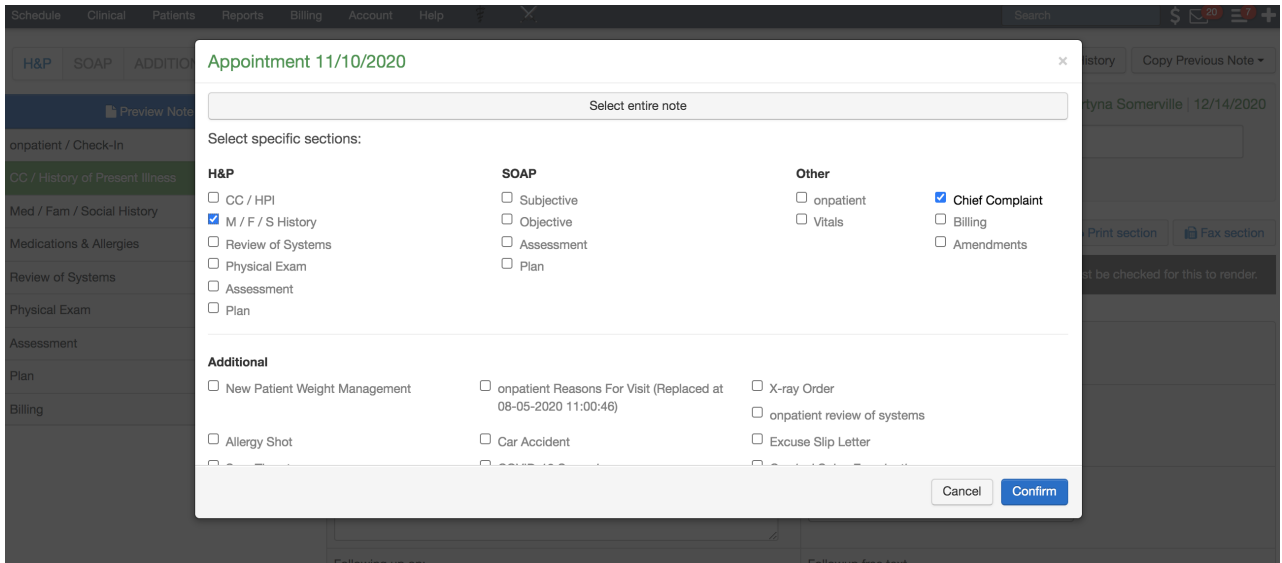 Schedule Clinical Patients Reports Billing Account Help Search 20 7
H&P SOAP ADDITION
Appointment 11/10/2020 ×
History Copy Previous Note
Preview Note
Select entire note
rtyna Somerville | 12/14/2020
onpatient / Check-In
Select specific sections:
CC / History of Present Illness
Med / Fam / Social History
Medications & Allergies
Review of Systems
Physical Exam
Assessment
Plan
Billing
H&P
CC / HPI
M / F / S History
Review of Systems
Physical Exam
Assessment
Plan
SOAP
Subjective
Objective
Assessment
Plan
Other
onpatient
Vitals
Chief Complaint
Billing
Amendments
Print section Fax section
st be checked for this to render.
Additional
New Patient Weight Management
onpatient Reasons For Visit (Replaced at
08-05-2020 11:00:46)
X-ray Order
onpatient review of systems
Allergy Shot
Car Accident
Excuse Slip Letter
Cancel Confirm